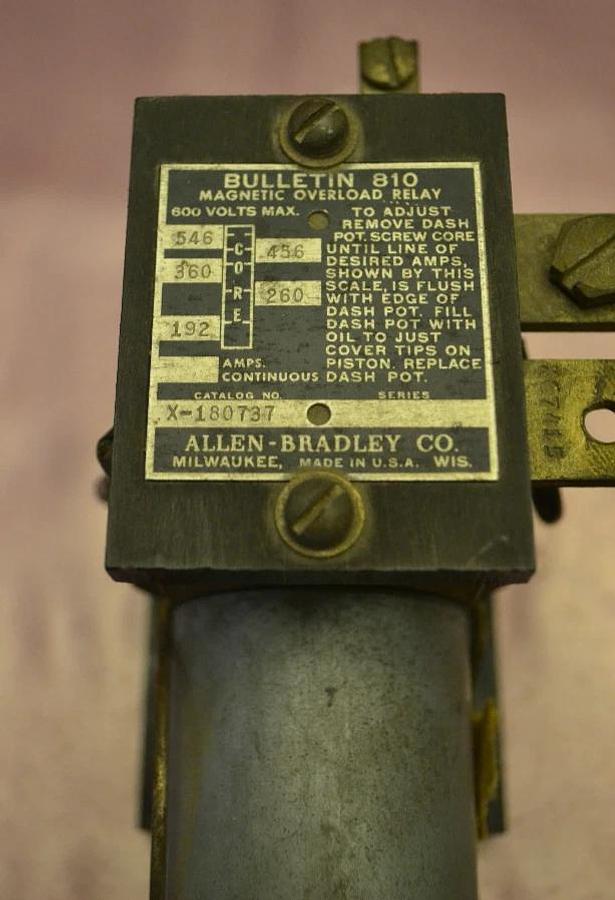 BULLETIN 810
MAGNETIC OVERLOAD RELAY
600 VOLTS MAX.
546
456
360
260
192
CORE
AMPS.
CONTINUOUS
TO ADJUST
REMOVE DASH
POT. SCREW CORE
UNTIL LINE OF
DESIRED AMPS,
SHOWN BY THIS
SCALE, IS FLUSH
WITH EDGE OF
DASH POT. FILL
DASH POT WITH
OIL TO JUST
COVER TIPS ON
PISTON. REPLACE
DASH POT.
CATALOG NO. SERIES
X-180737
ALLEN-BRADLEY CO.
MILWAUKEE, MADE IN U.S.A. WIS.